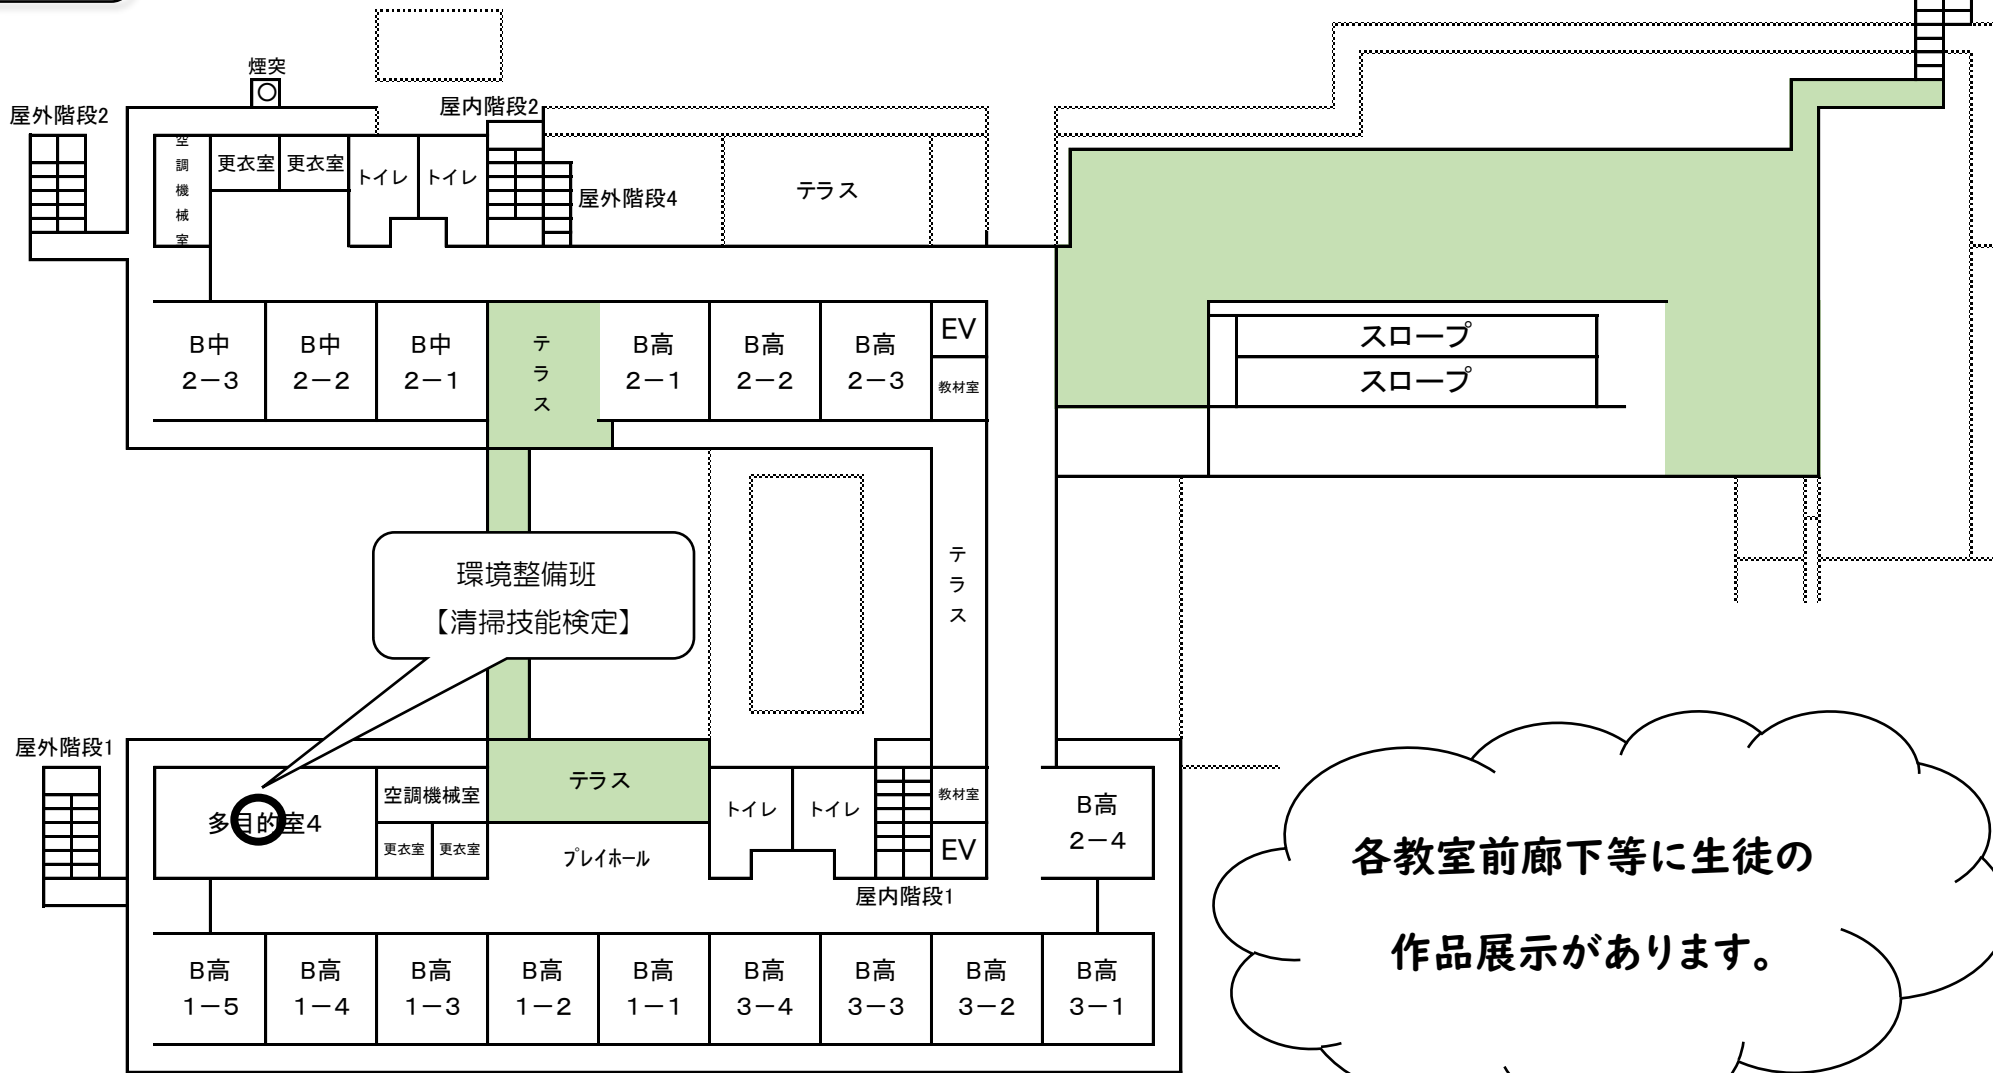 煙突
屋外階段2
屋内階段2
空調機械室
更衣室
更衣室
トイレ
トイレ
屋外階段4
テラス
B中
2－3
B中
2－2
B中
2－1
テラス
B高
2－1
B高
2－2
B高
2－3
EV
教材室
スロープ
スロープ
環境整備班
【清掃技能検定】
テラス
屋外階段1
多目的室4
空調機械室
更衣室
更衣室
テラス
プレイホール
トイレ
トイレ
教材室
EV
屋内階段1
B高
2－4
B高
1－5
B高
1－4
B高
1－3
B高
1－2
B高
1－1
B高
3－4
B高
3－3
B高
3－2
B高
3－1
各教室前廊下等に生徒の
作品展示があります。